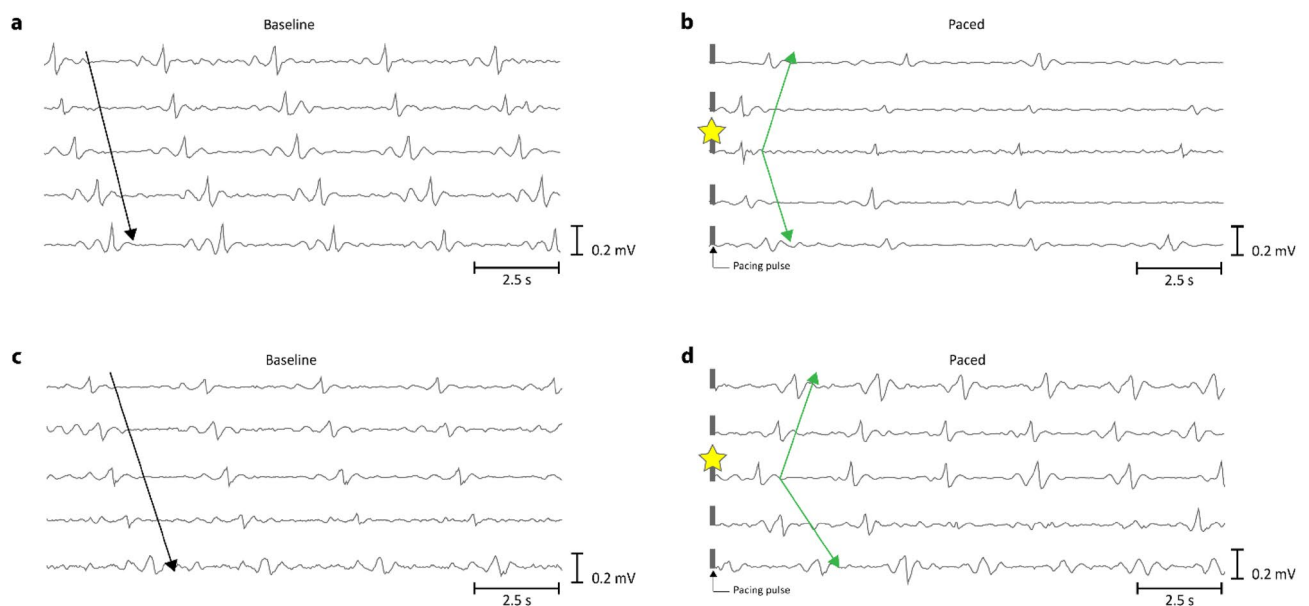 a
Baseline
b
Paced
0.2 mV
2.5 s
Pacing pulse
0.2 mV
2.5 s
c
Baseline
d
Paced
0.2 mV
2.5 s
Pacing pulse
0.2 mV
2.5 s